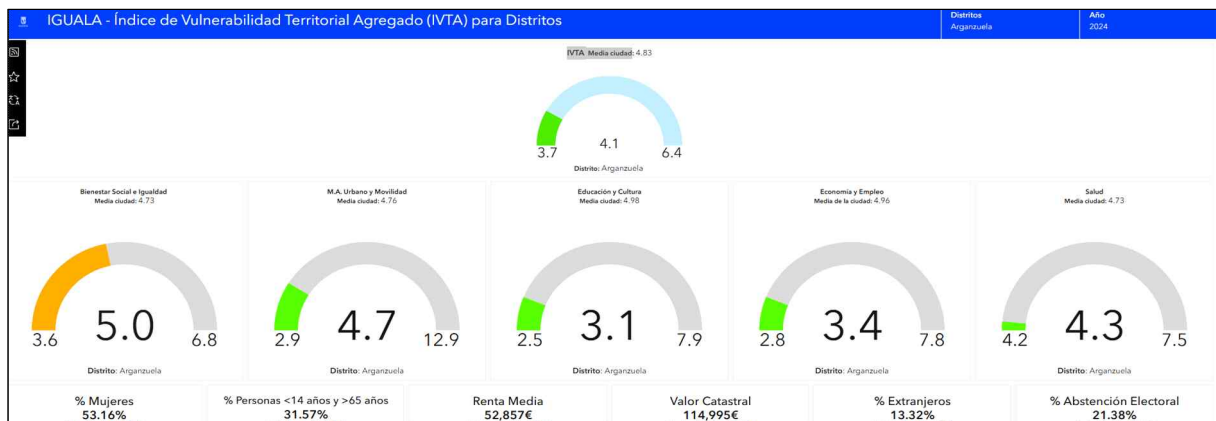 IGUALA - Índice de Vulnerabilidad Territorial Agregado (IVTA) para Distritos
Distritos
Arganzuela
Año
2024
IVTA Media ciudad: 4.83
4.1
3.7
6.4
Distrito: Arganzuela
Bienestar Social e Igualdad
Media ciudad: 4.73
5.0
3.6
6.8
Distrito: Arganzuela
M.A. Urbano y Movilidad
Media ciudad: 4.76
4.7
2.9
12.9
Distrito: Arganzuela
Educación y Cultura
Media ciudad: 4.98
3.1
2.5
7.9
Distrito: Arganzuela
Economía y Empleo
Media de la ciudad: 4.96
3.4
2.8
7.8
Distrito: Arganzuela
Salud
Media ciudad: 4.73
4.3
4.2
7.5
Distrito: Arganzuela
% Mujeres
53.16%
% Personas <14 años y >65 años
31.57%
Renta Media
52,857€
Valor Catastral
114,995€
% Extranjeros
13.32%
% Abstención Electoral
21.38%